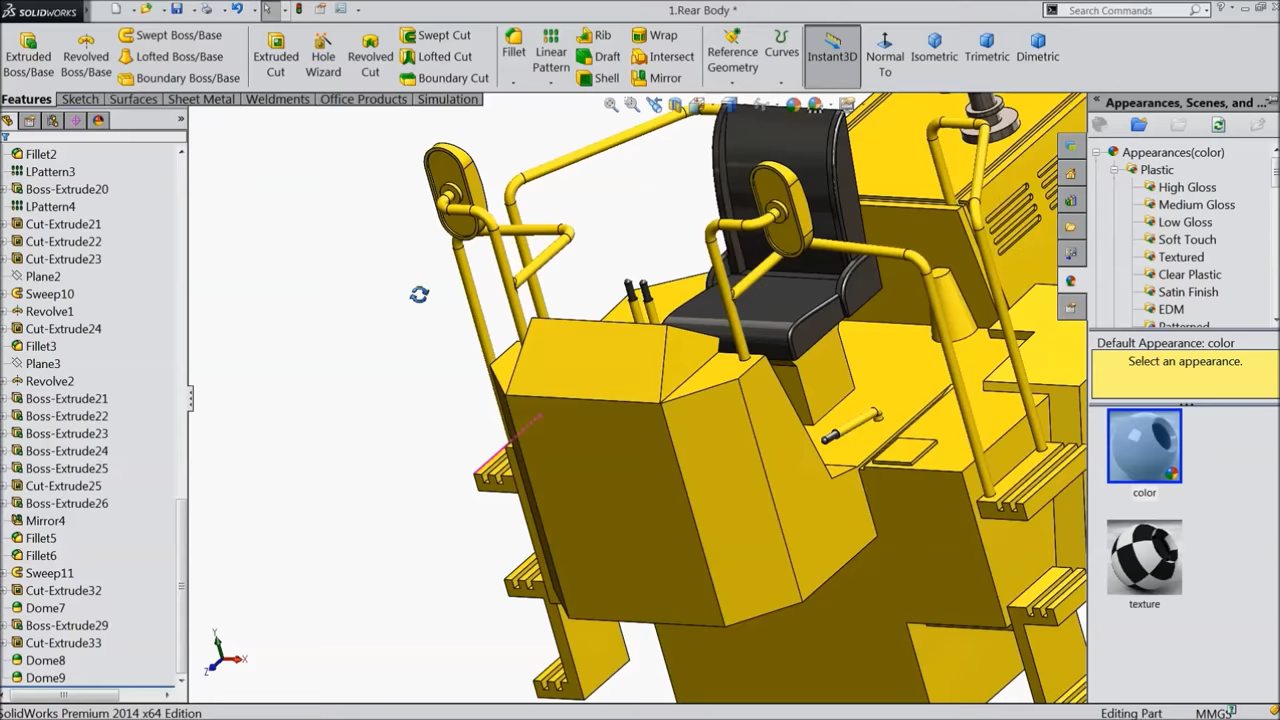 SOLIDWORKS
1.Rear Body *
Search Commands
Extruded Boss/Base
Revolved Boss/Base
Swept Boss/Base
Lofted Boss/Base
Boundary Boss/Base
Extruded Cut
Hole Wizard
Revolved Cut
Swept Cut
Lofted Cut
Boundary Cut
Fillet
Linear Pattern
Rib
Draft
Shell
Wrap
Intersect
Mirror
Reference Geometry
Curves
Instant3D
Normal To
Isometric
Trimetric
Dimetric
Features
Sketch
Surfaces
Sheet Metal
Weldments
Office Products
Simulation
Fillet2
LPattern3
Boss-Extrude20
LPattern4
Cut-Extrude21
Cut-Extrude22
Cut-Extrude23
Plane2
Sweep10
Revolve1
Cut-Extrude24
Fillet3
Plane3
Revolve2
Boss-Extrude21
Boss-Extrude22
Boss-Extrude23
Boss-Extrude24
Boss-Extrude25
Cut-Extrude25
Boss-Extrude26
Mirror4
Fillet5
Fillet6
Sweep11
Cut-Extrude32
Dome7
Boss-Extrude29
Cut-Extrude33
Dome8
Dome9
Y
X
Z
Appearances, Scenes, and ...
Appearances(color)
Plastic
High Gloss
Medium Gloss
Low Gloss
Soft Touch
Textured
Clear Plastic
Satin Finish
EDM
Patterned
Default Appearance: color
Select an appearance.
color
texture
SolidWorks Premium 2014 x64 Edition
Editing Part
MMGS